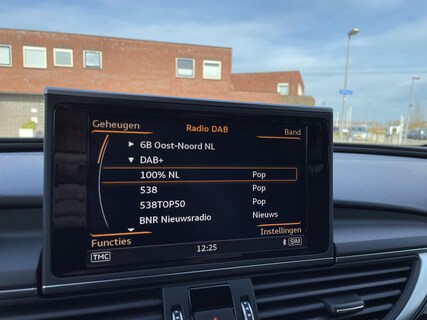 Geheugen Radio DAB Band
6B Oost-Noord NL
DAB+
100% NL Pop
538 Pop
538TOP50 Pop
BNR Nieuwsradio Nieuws
Functies Instellingen
TMC 12:25 SIM